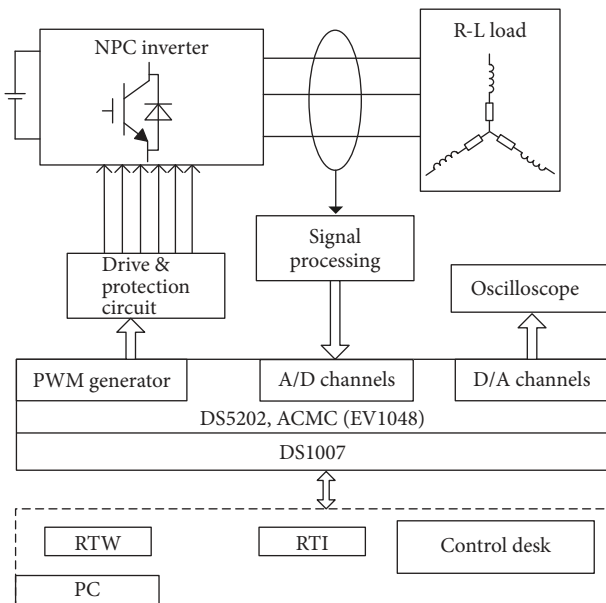 NPC inverter
R-L load
Signal
processing
Drive &
protection
circuit
Oscilloscope
PWM generator
A/D channels
D/A channels
DS5202, ACMC (EV1048)
DS1007
RTW
RTI
Control desk
PC